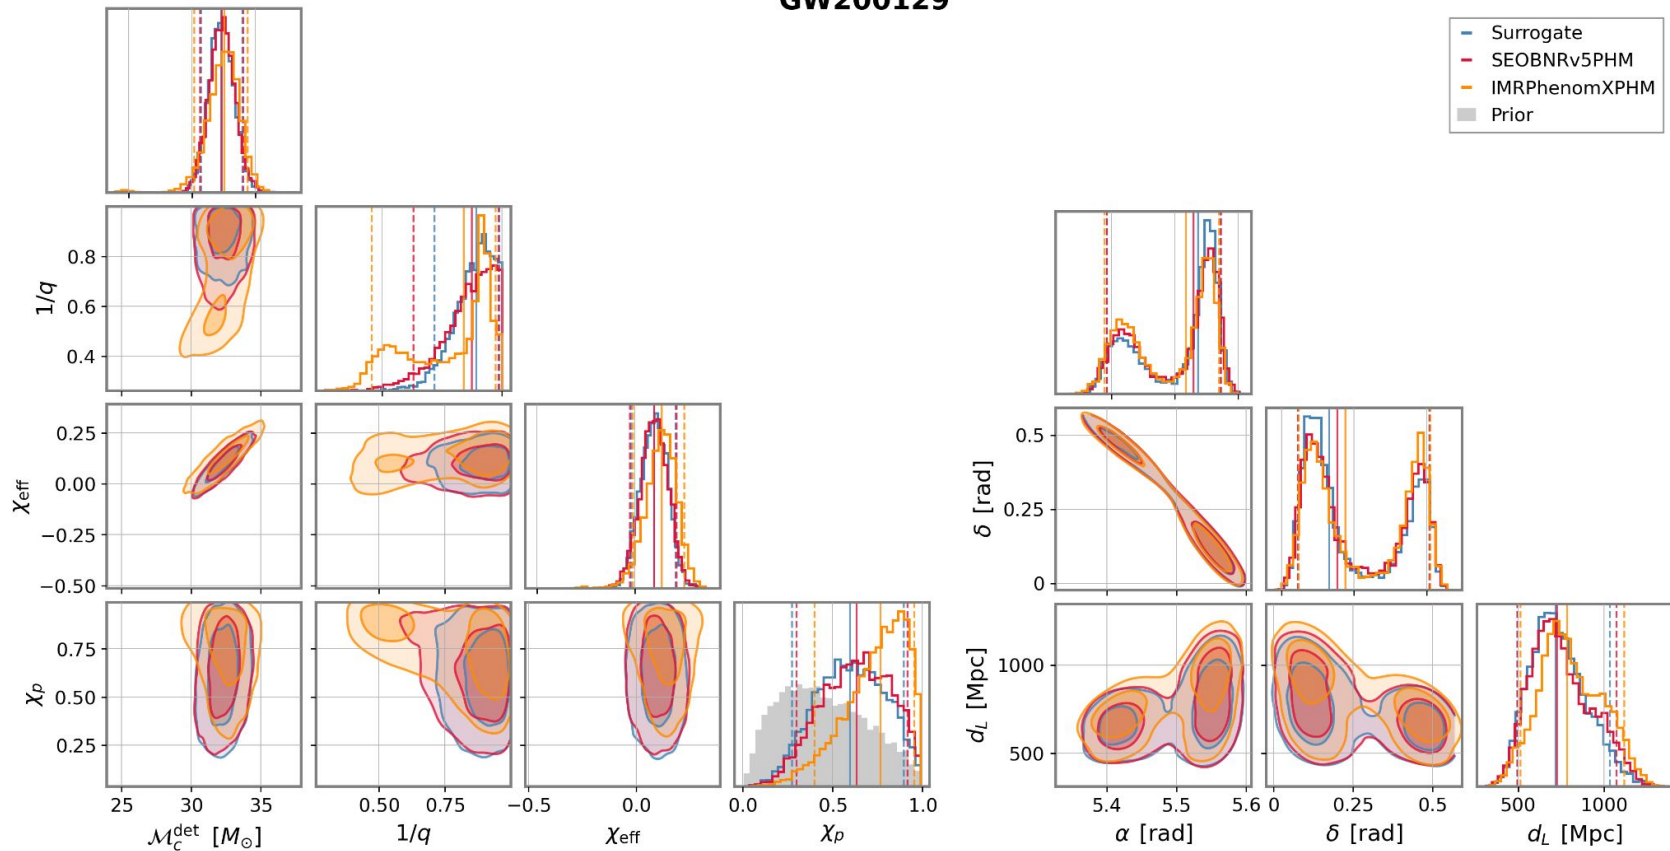 GW200129
Surrogate
SEOBNRv5PHM
IMRPhenomXPHM
Prior
1/q
0.8
0.6
0.4
χeff
0.25
0.00
−0.25
−0.50
δ [rad]
0.5
0.25
0
χp
0.75
0.50
0.25
dL [Mpc]
1000
500
25 30 35
0.50 0.75
−0.5 0.0
0.0 0.5 1.0
5.4 5.5 5.6
0 0.25 0.5
500 1000
ℳc^det [M⊙]
1/q
χeff
χp
α [rad]
δ [rad]
dL [Mpc]